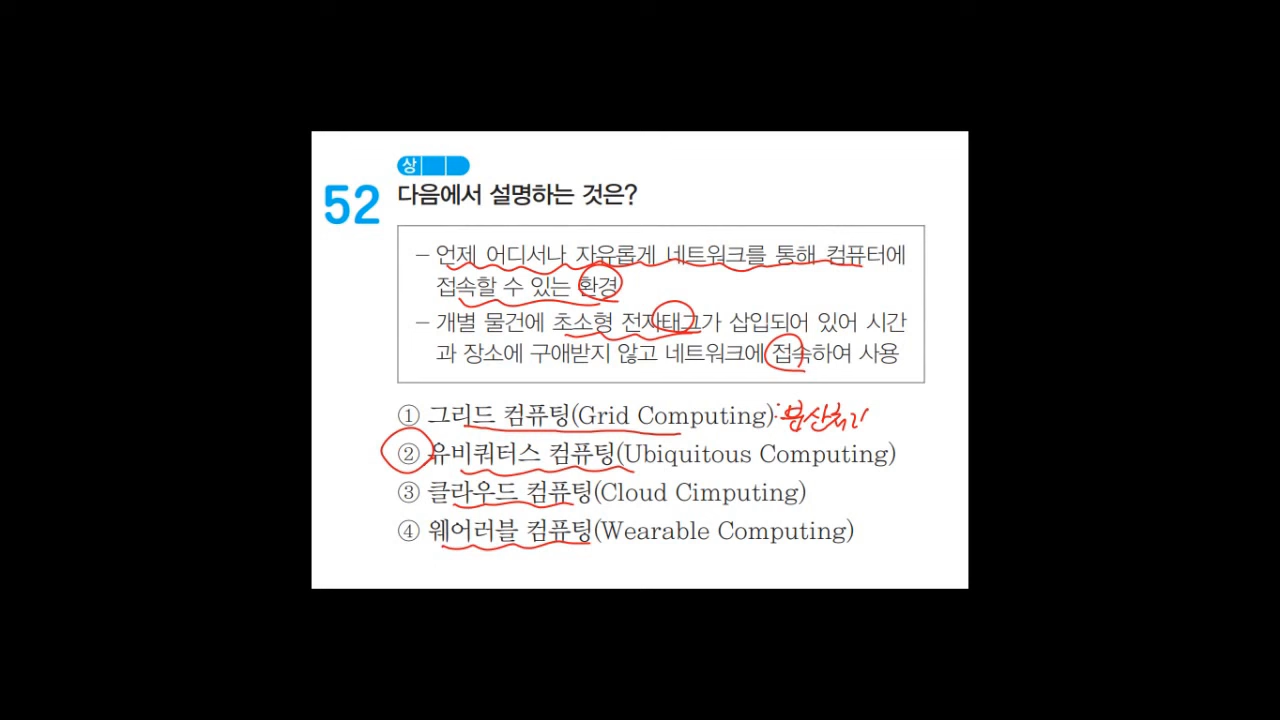 상
52 다음에서 설명하는 것은?
– 언제 어디서나 자유롭게 네트워크를 통해 컴퓨터에
접속할 수 있는 환경
– 개별 물건에 초소형 전자태그가 삽입되어 있어 시간
과 장소에 구애받지 않고 네트워크에 접속하여 사용
① 그리드 컴퓨팅(Grid Computing) : 분산처리
② 유비쿼터스 컴퓨팅(Ubiquitous Computing)
③ 클라우드 컴퓨팅(Cloud Cimputing)
④ 웨어러블 컴퓨팅(Wearable Computing)